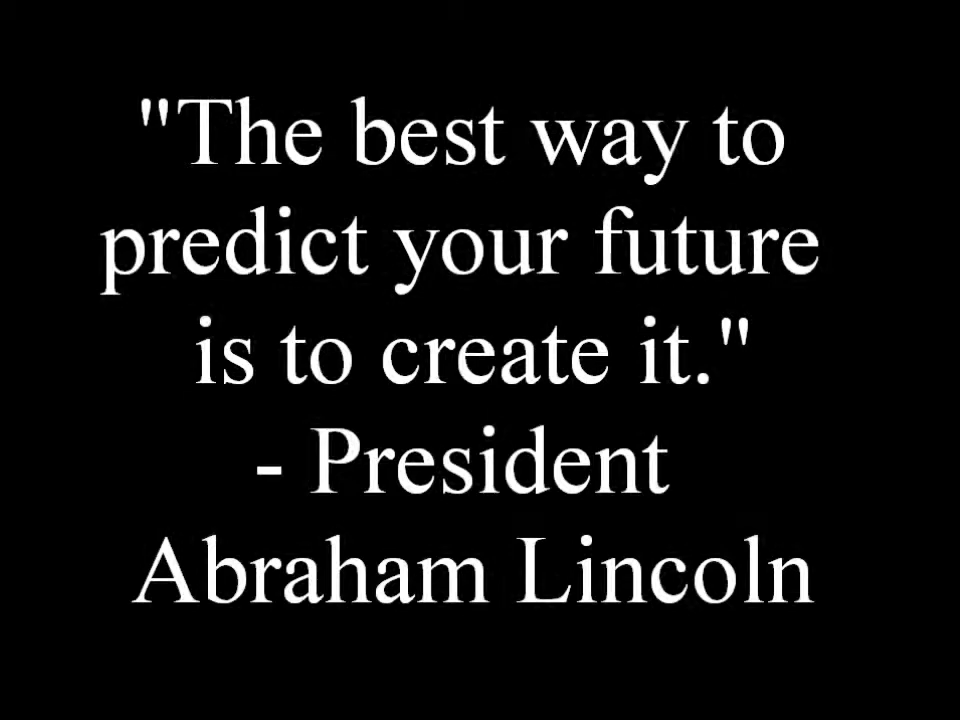 "The best way to
predict your future
is to create it."
- President
Abraham Lincoln